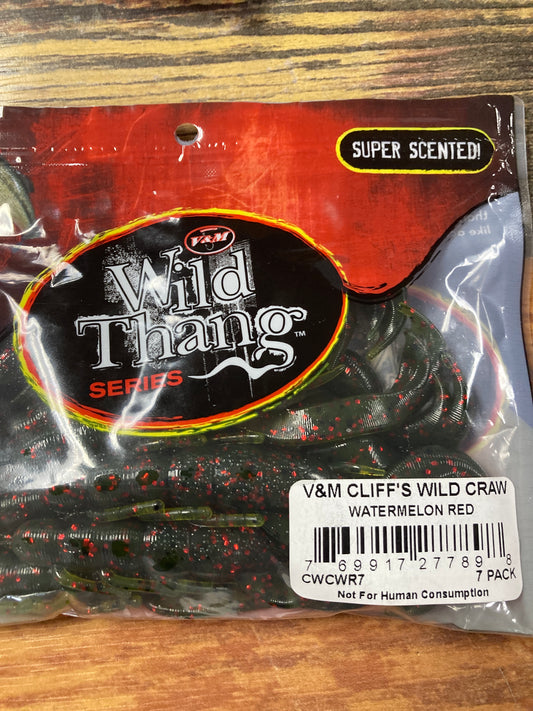 SUPER SCENTED!
V&M
Wild
Thang™
SERIES
V&M CLIFF'S WILD CRAW
WATERMELON RED
7 69917 27789 8
CWCWR7 7 PACK
Not For Human Consumption